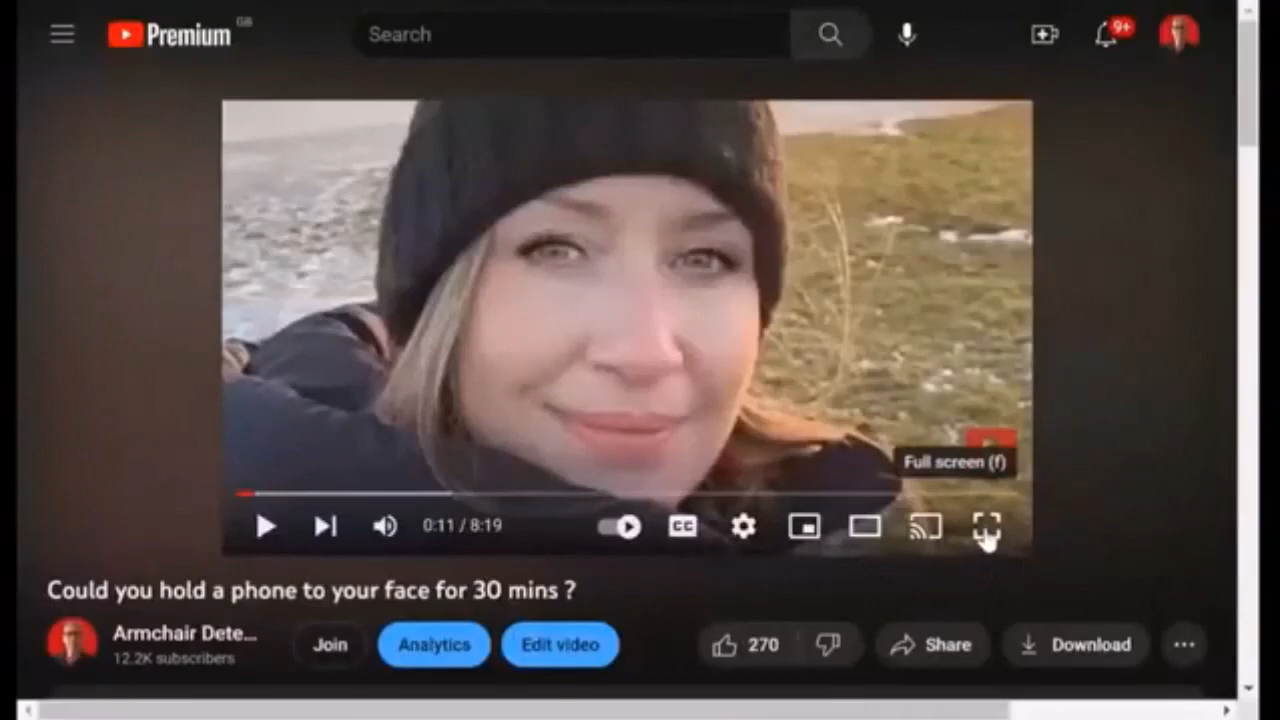 Premium GB
Search
9+
Full screen (f)
0:11 / 8:19
CC
Could you hold a phone to your face for 30 mins ?
Armchair Dete...
12.2K subscribers
Join
Analytics
Edit video
270
Share
Download